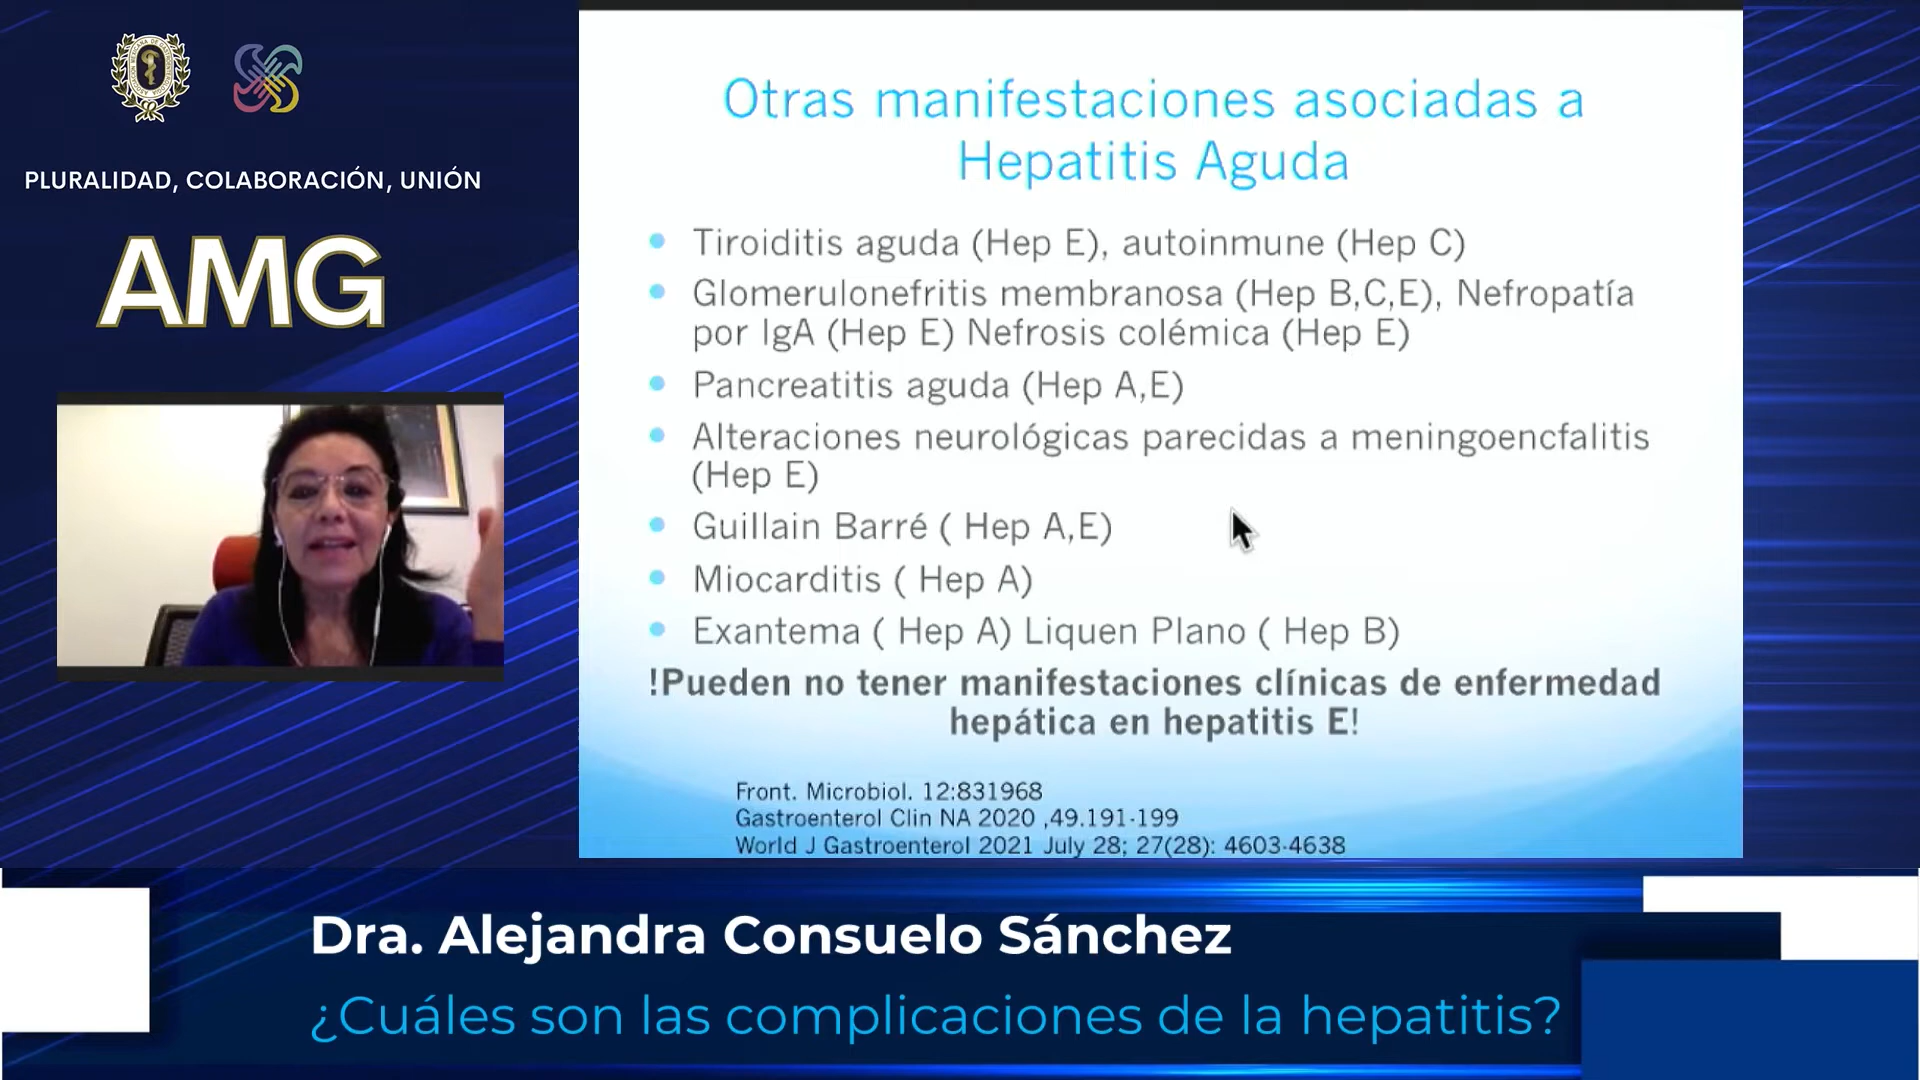 PLURALIDAD, COLABORACIÓN, UNIÓN
AMG
Otras manifestaciones asociadas a
Hepatitis Aguda
Tiroiditis aguda (Hep E), autoinmune (Hep C)
Glomerulonefritis membranosa (Hep B,C,E), Nefropatía
por IgA (Hep E) Nefrosis colémica (Hep E)
Pancreatitis aguda (Hep A,E)
Alteraciones neurológicas parecidas a meningoencfalitis
(Hep E)
Guillain Barré ( Hep A,E)
Miocarditis ( Hep A)
Exantema ( Hep A) Liquen Plano ( Hep B)
!Pueden no tener manifestaciones clínicas de enfermedad
hepática en hepatitis E!
Front. Microbiol. 12:831968
Gastroenterol Clin NA 2020 ,49.191-199
World J Gastroenterol 2021 July 28; 27(28): 4603-4638
Dra. Alejandra Consuelo Sánchez
¿Cuáles son las complicaciones de la hepatitis?